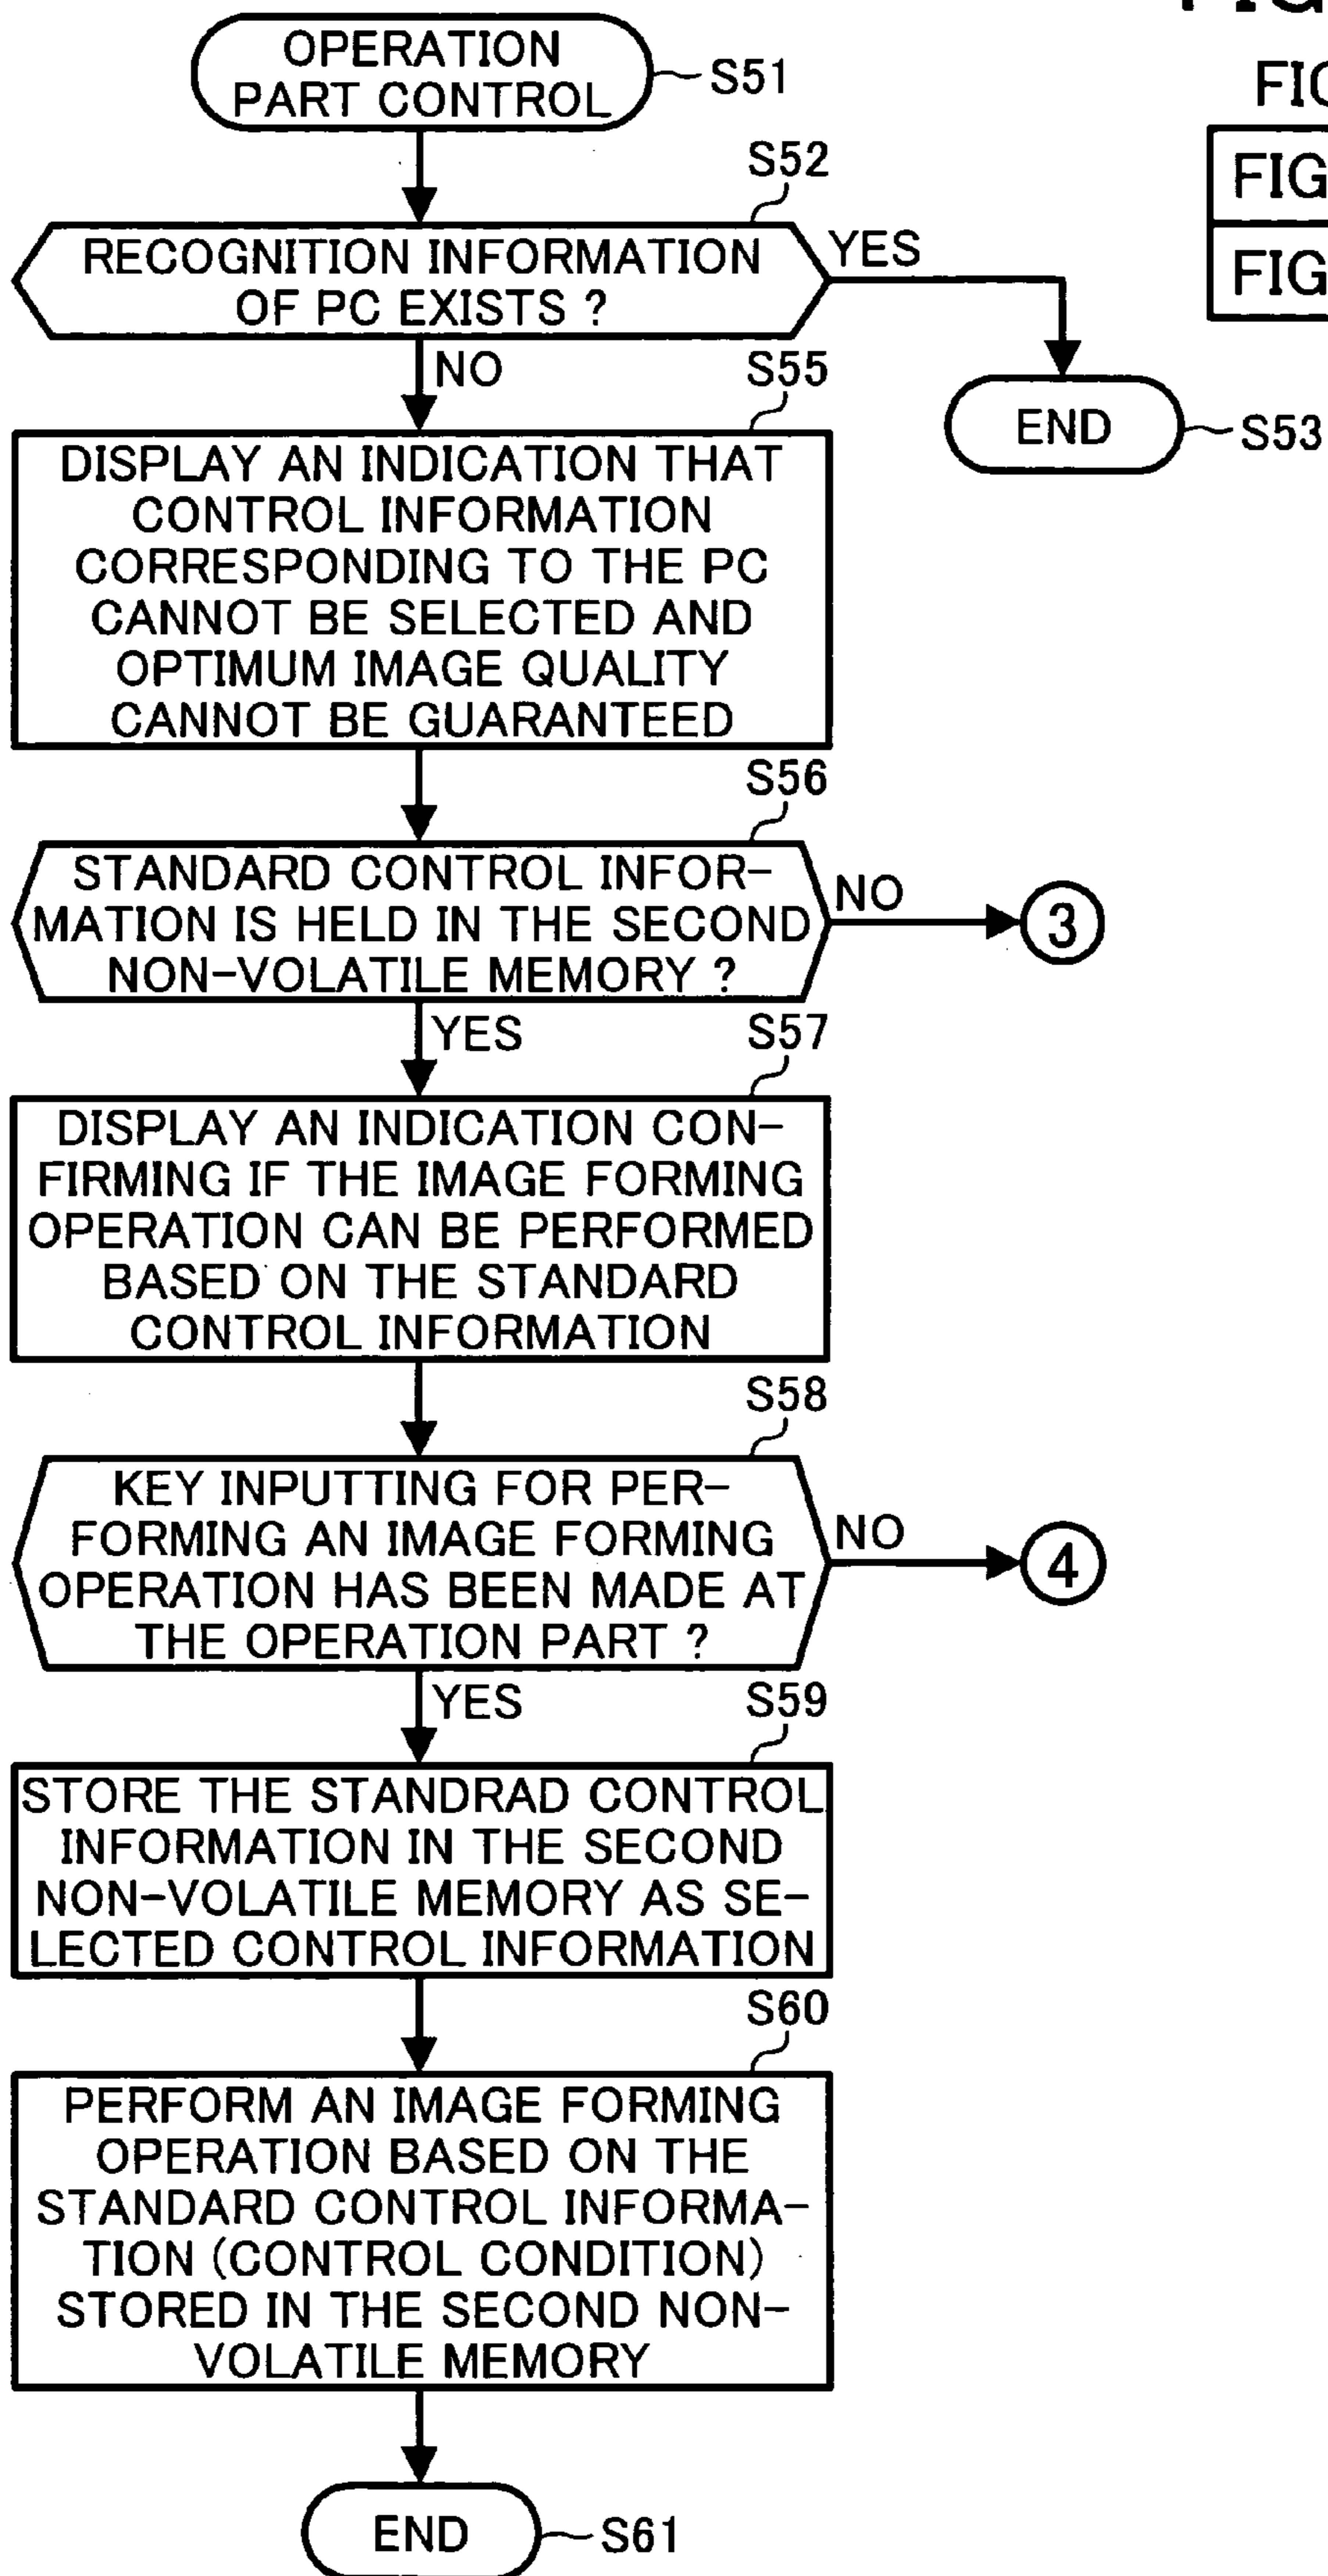 FIG
OPERATION
PART CONTROL
S51
FIG
FIG
FIG
S52
RECOGNITION INFORMATION
OF PC EXISTS ?
YES
NO
END
S53
S55
DISPLAY AN INDICATION THAT
CONTROL INFORMATION
CORRESPONDING TO THE PC
CANNOT BE SELECTED AND
OPTIMUM IMAGE QUALITY
CANNOT BE GUARANTEED
S56
STANDARD CONTROL INFOR-
MATION IS HELD IN THE SECOND
NON-VOLATILE MEMORY ?
NO
3
YES
S57
DISPLAY AN INDICATION CON-
FIRMING IF THE IMAGE FORMING
OPERATION CAN BE PERFORMED
BASED ON THE STANDARD
CONTROL INFORMATION
S58
KEY INPUTTING FOR PER-
FORMING AN IMAGE FORMING
OPERATION HAS BEEN MADE AT
THE OPERATION PART ?
NO
4
YES
S59
STORE THE STANDRAD CONTROL
INFORMATION IN THE SECOND
NON-VOLATILE MEMORY AS SE-
LECTED CONTROL INFORMATION
S60
PERFORM AN IMAGE FORMING
OPERATION BASED ON THE
STANDARD CONTROL INFORMA-
TION (CONTROL CONDITION)
STORED IN THE SECOND NON-
VOLATILE MEMORY
END
S61